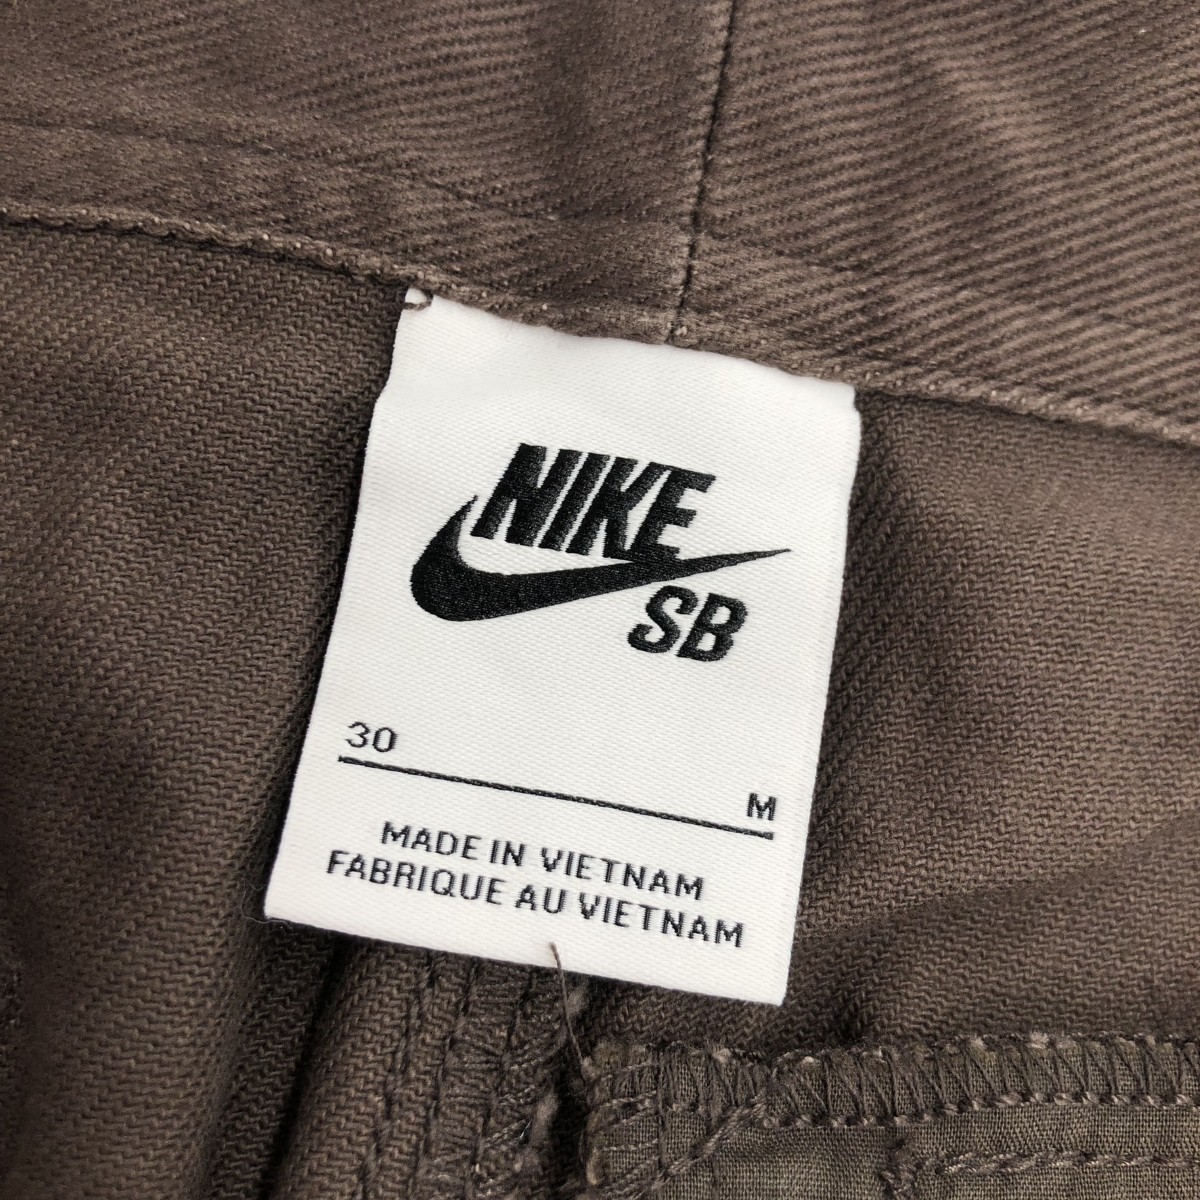 NIKE
SB
30
M
MADE IN VIETNAM
FABRIQUE AU VIETNAM